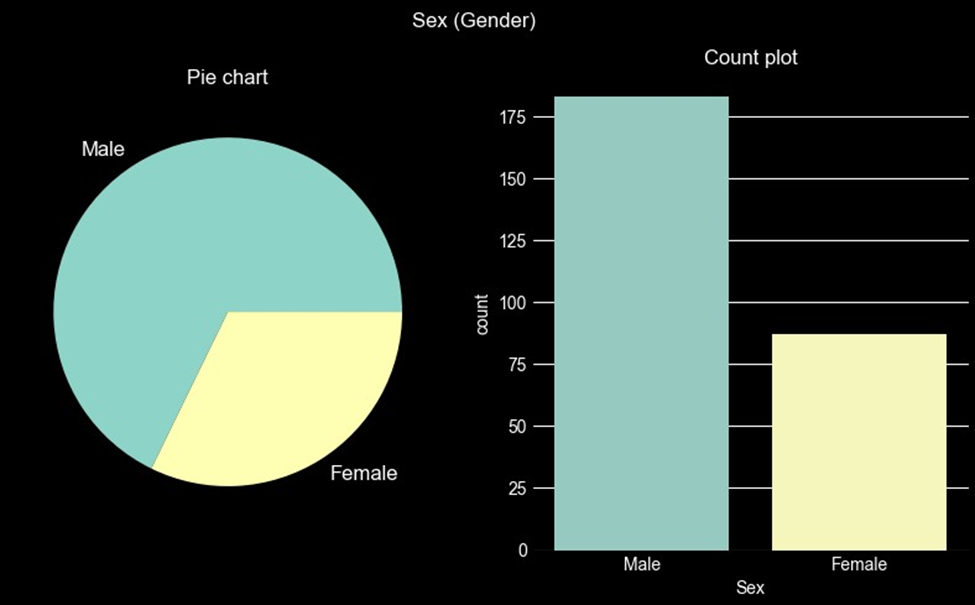 Sex (Gender)
Pie chart
Male
Female
Count plot
175
150
125
100
75
50
25
0
count
Male Female
Sex